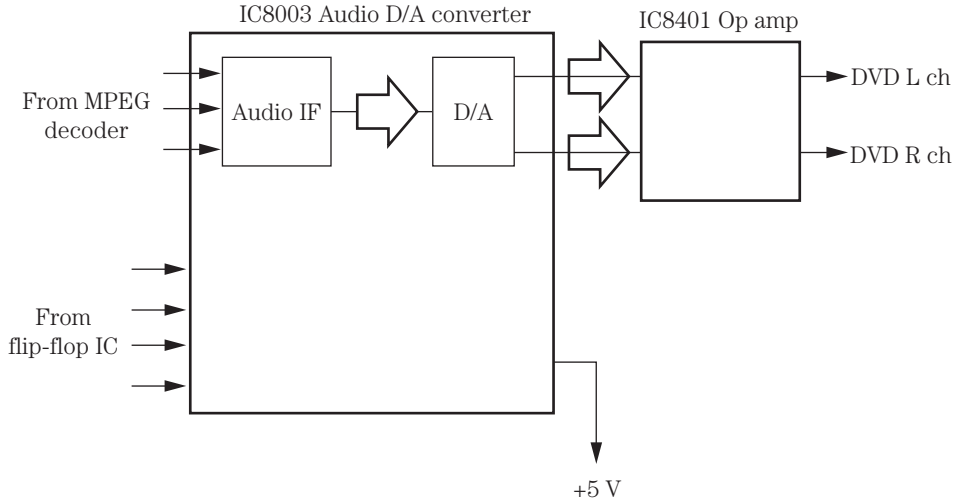 IC8003 Audio D/A converter
IC8401 Op amp
From MPEG
decoder
Audio IF
D/A
DVD L ch
DVD R ch
From
flip-flop IC
+5 V